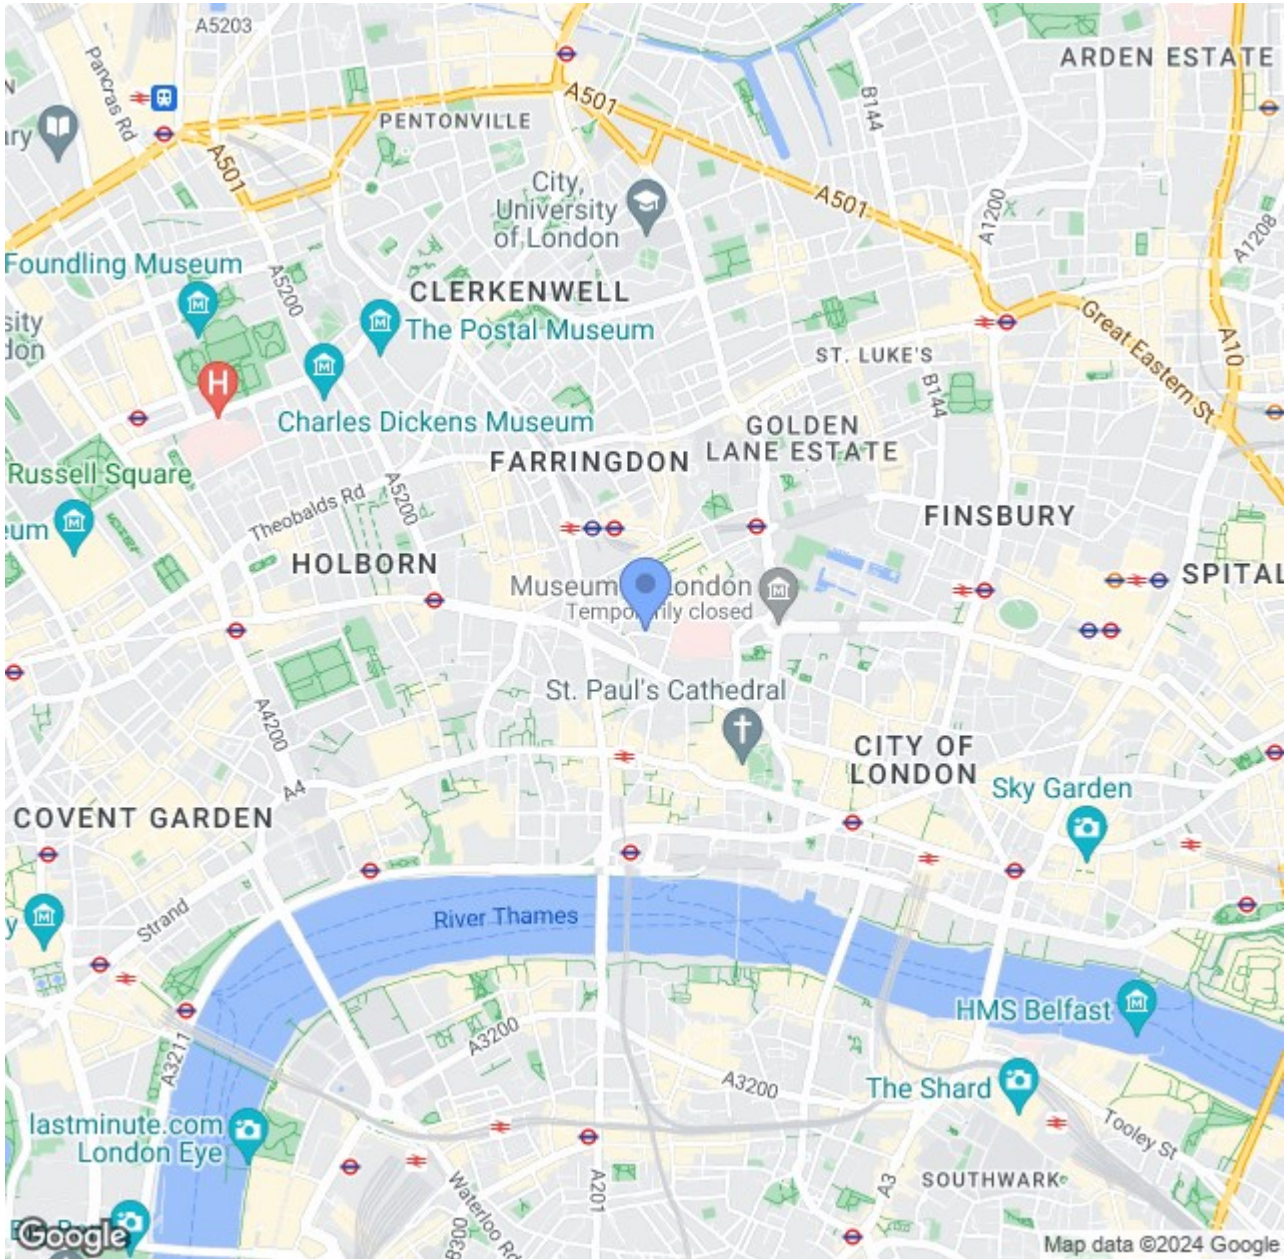 A5203
ARDEN ESTATE
Pancras Rd
A501
B144
PENTONVILLE
A501
City,
University
of London
A501
A1200
A1208
Foundling Museum
A5200
CLERKENWELL
The Postal Museum
Great Eastern St
A10
ST. LUKE'S
B144
H
Charles Dickens Museum
GOLDEN
LANE ESTATE
FARRINGDON
Russell Square
A5200
Theobalds Rd
FINSBURY
HOLBORN
SPITAL
Museum
London
Temp
rily closed
St. Paul's Cathedral
A4200
CITY OF
LONDON
A4
Sky Garden
COVENT GARDEN
River Thames
Strand
HMS Belfast
A3200
A3211
A3200
The Shard
lastminute.com
London Eye
Tooley St
SOUTHWARK
A201
A3
Waterloo Rd
B300
Google
Map data ©2024 Google